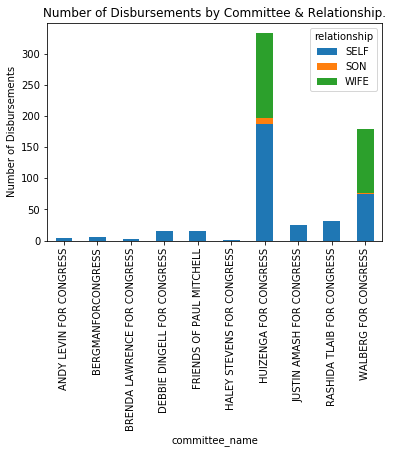 Number of Disbursements by Committee & Relationship.
relationship
SELF
SON
WIFE
Number of Disbursements
350
300
250
200
150
100
50
0
ANDY LEVIN FOR CONGRESS
BERGMANFORCONGRESS
BRENDA LAWRENCE FOR CONGRESS
DEBBIE DINGELL FOR CONGRESS
FRIENDS OF PAUL MITCHELL
HALEY STEVENS FOR CONGRESS
HUIZENGA FOR CONGRESS
JUSTIN AMASH FOR CONGRESS
RASHIDA TLAIB FOR CONGRESS
WALBERG FOR CONGRESS
committee_name